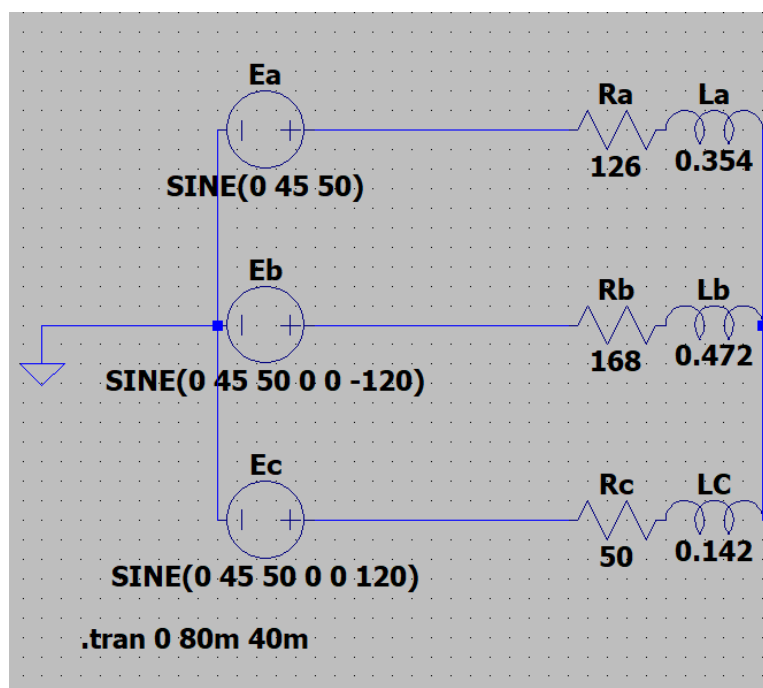 Ea
Ra La
126 0.354
SINE(0 45 50)
Eb
Rb Lb
168 0.472
SINE(0 45 50 0 0 -120)
Ec
Rc LC
50 0.142
SINE(0 45 50 0 0 120)
.tran 0 80m 40m